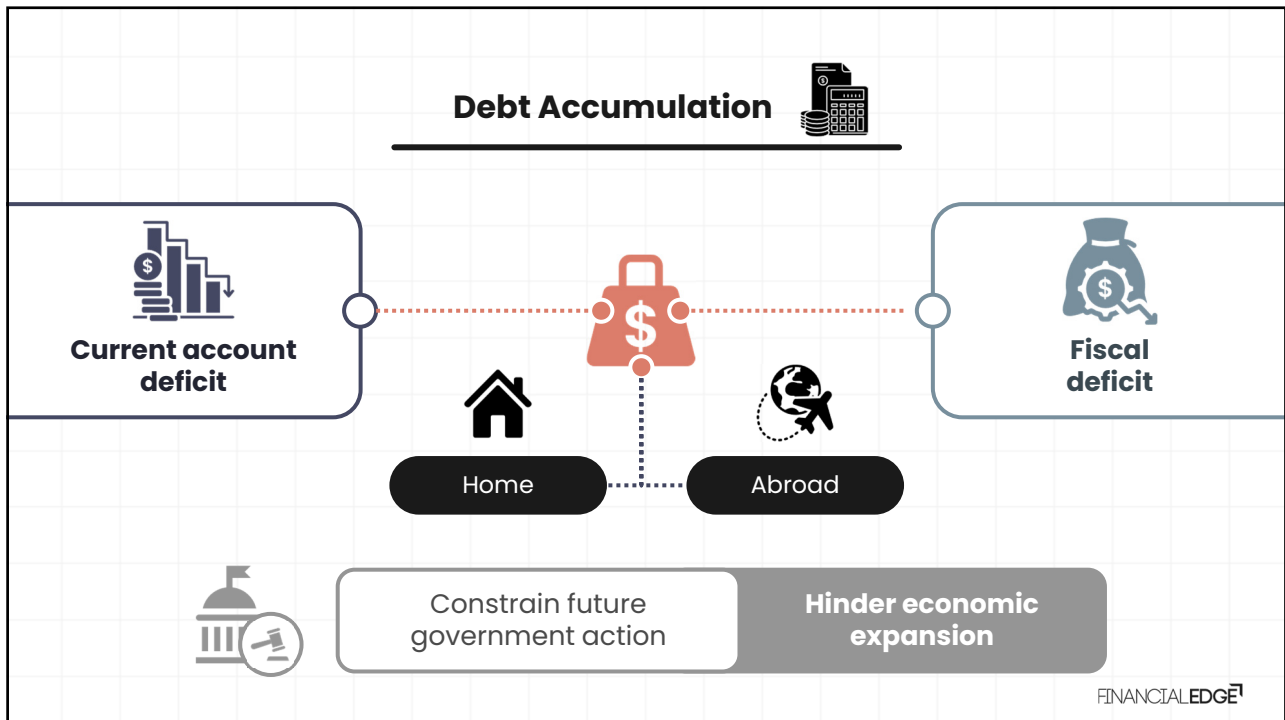 Debt Accumulation
Current account
deficit
$
Fiscal
deficit
Home
Abroad
Constrain future
government action
Hinder economic
expansion
FINANCIALEDGE